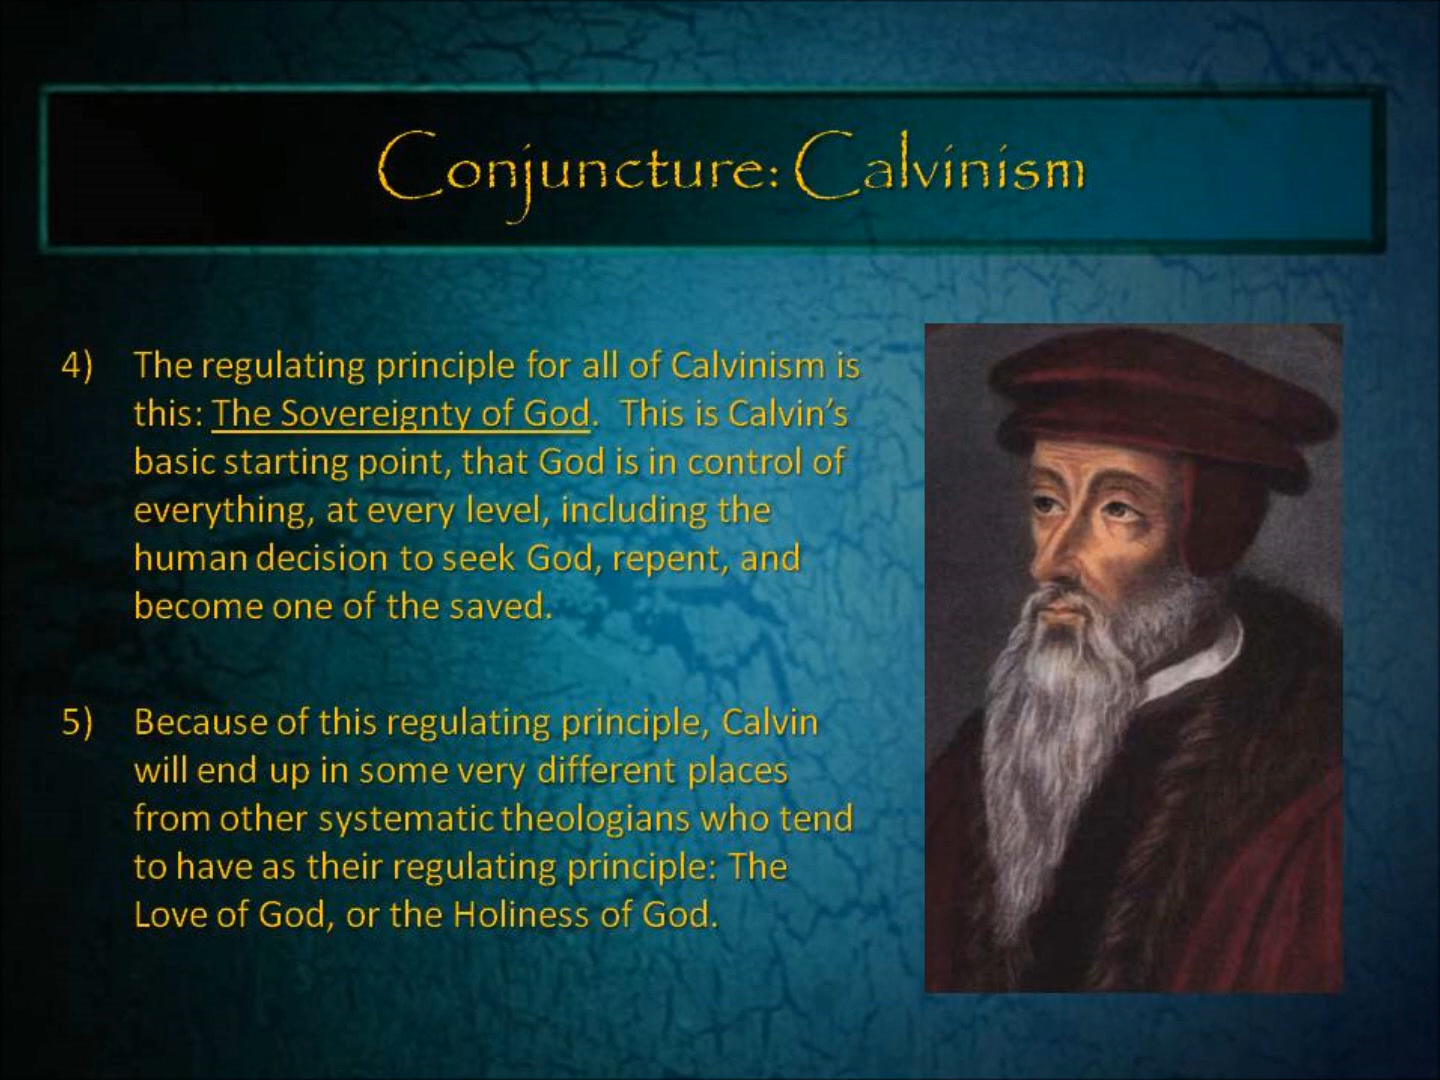 Conjuncture: Calvinism
4) The regulating principle for all of Calvinism is
this: The Sovereignty of God. This is Calvin’s
basic starting point, that God is in control of
everything, at every level, including the
human decision to seek God, repent, and
become one of the saved.
5) Because of this regulating principle, Calvin
will end up in some very different places
from other systematic theologians who tend
to have as their regulating principle: The
Love of God, or the Holiness of God.